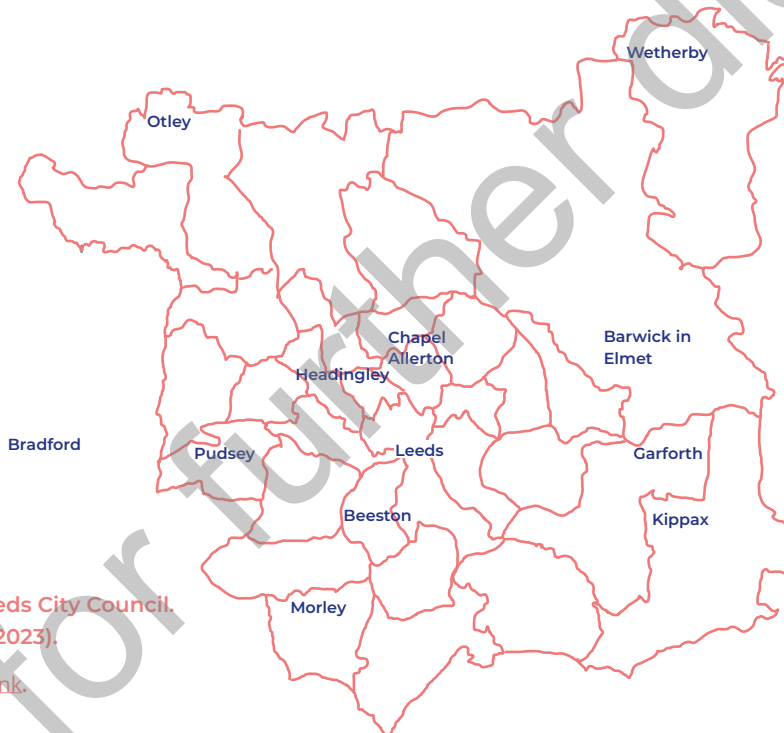 Wetherby
Otley
Chapel
Allerton
Barwick in
Elmet
Headingley
Bradford
Pudsey
Leeds
Garforth
Beeston
Kippax
Morley
eds City Council.
2023).
nk.
for further di